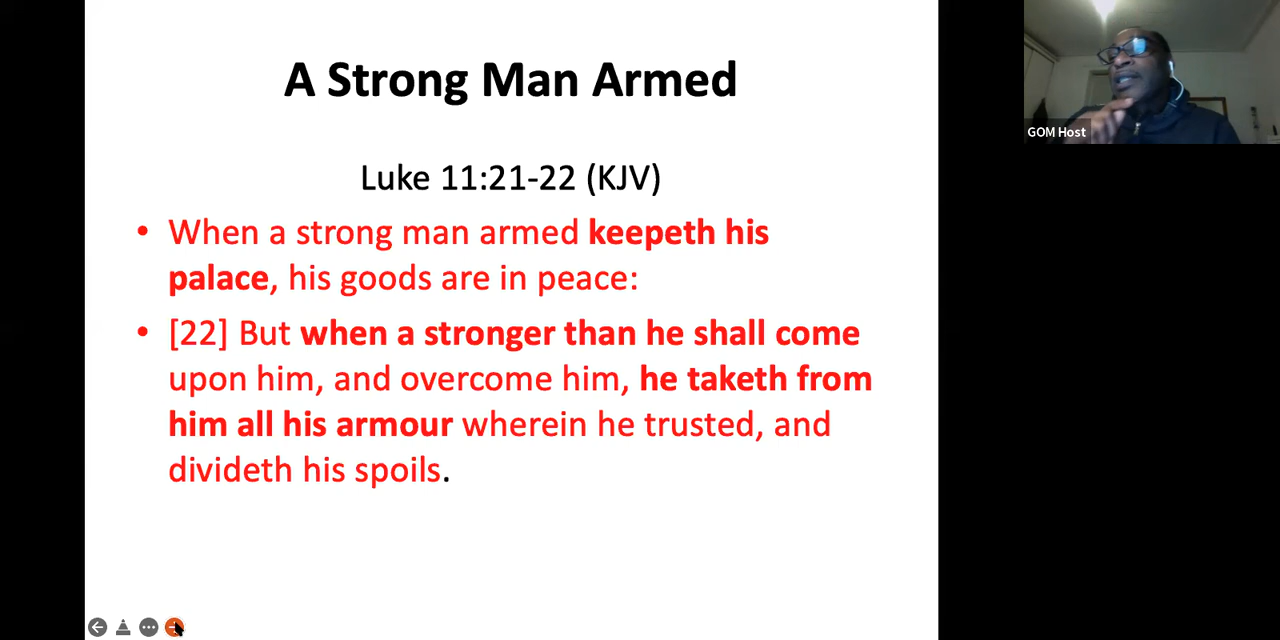 A Strong Man Armed
Luke 11:21-22 (KJV)
• When a strong man armed keepeth his
palace, his goods are in peace:
• [22] But when a stronger than he shall come
upon him, and overcome him, he taketh from
him all his armour wherein he trusted, and
divideth his spoils.
GOM Host